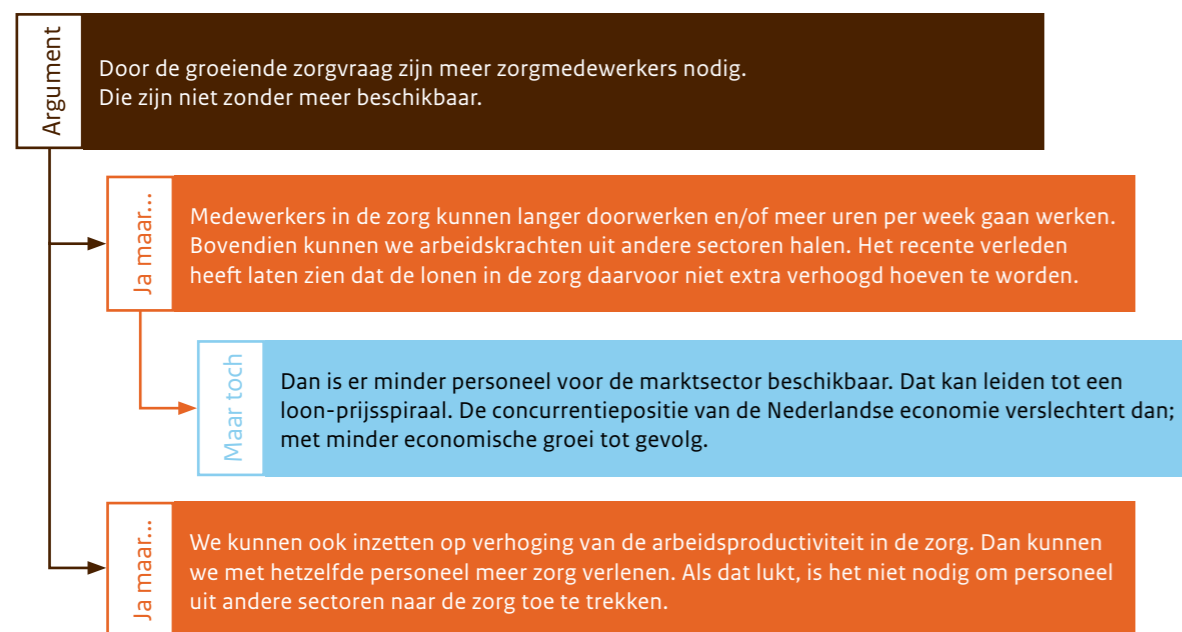 Argument
Door de groeiende zorgvraag zijn meer zorgmedewerkers nodig.
Die zijn niet zonder meer beschikbaar.
Ja maar...
Medewerkers in de zorg kunnen langer doorwerken en/of meer uren per week gaan werken.
Bovendien kunnen we arbeidskrachten uit andere sectoren halen. Het recente verleden
heeft laten zien dat de lonen in de zorg daarvoor niet extra verhoogd hoeven te worden.
Maar toch
Dan is er minder personeel voor de marktsector beschikbaar. Dat kan leiden tot een
loon-prijsspiraal. De concurrentiepositie van de Nederlandse economie verslechtert dan;
met minder economische groei tot gevolg.
Ja maar...
We kunnen ook inzetten op verhoging van de arbeidsproductiviteit in de zorg. Dan kunnen
we met hetzelfde personeel meer zorg verlenen. Als dat lukt, is het niet nodig om personeel
uit andere sectoren naar de zorg toe te trekken.